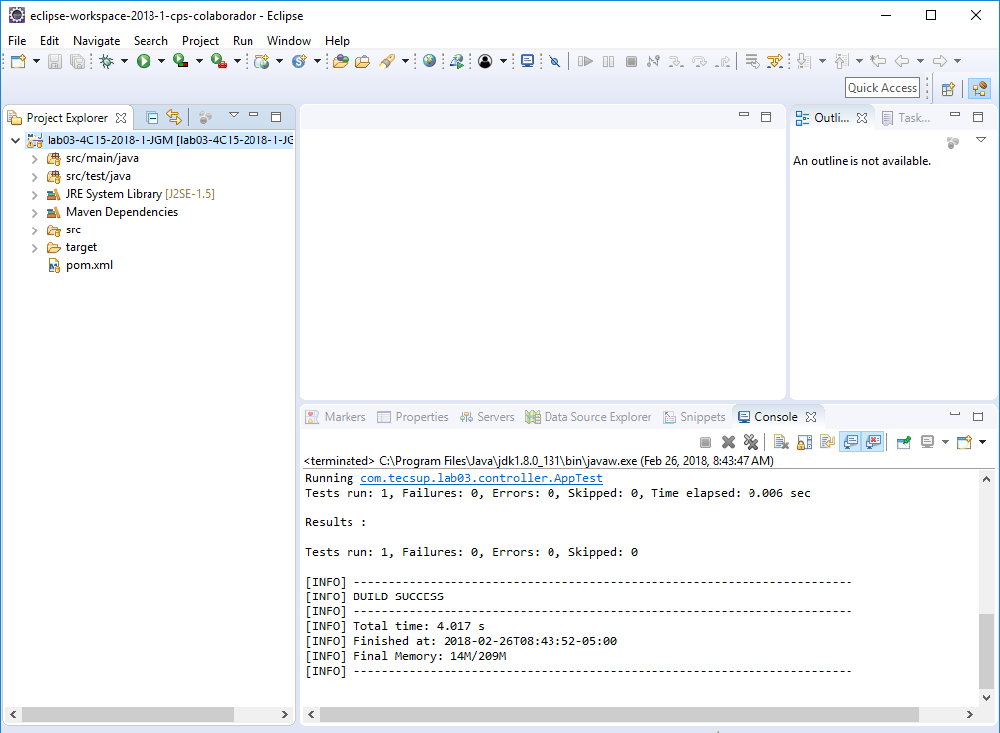 eclipse-workspace-2018-1-cps-colaborador - Eclipse
File Edit Navigate Search Project Run Window Help
Quick Access
Project Explorer
lab03-4C15-2018-1-JGM [lab03-4C15-2018-1-JG
src/main/java
src/test/java
JRE System Library [J2SE-1.5]
Maven Dependencies
src
target
pom.xml
Outli... Task...
An outline is not available.
Markers Properties Servers Data Source Explorer Snippets Console
<terminated> C:\Program Files\Java\jdk1.8.0_131\bin\javaw.exe (Feb 26, 2018, 8:43:47 AM)
Running com.tecsup.lab03.controller.AppTest
Tests run: 1, Failures: 0, Errors: 0, Skipped: 0, Time elapsed: 0.006 sec
Results :
Tests run: 1, Failures: 0, Errors: 0, Skipped: 0
[INFO] ------------------------------------------------------------------------
[INFO] BUILD SUCCESS
[INFO] ------------------------------------------------------------------------
[INFO] Total time: 4.017 s
[INFO] Finished at: 2018-02-26T08:43:52-05:00
[INFO] Final Memory: 14M/209M
[INFO] ------------------------------------------------------------------------